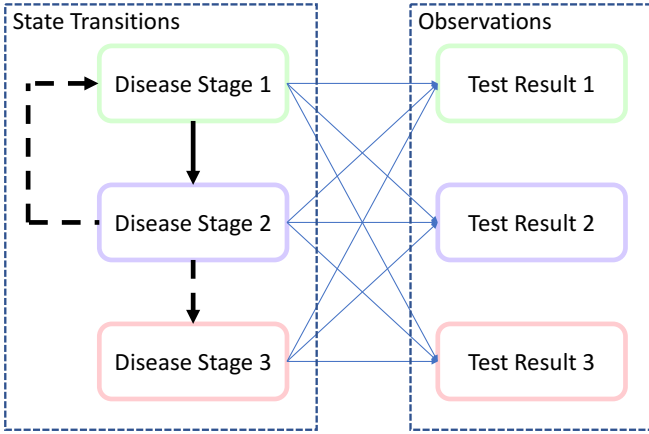 State Transitions
Observations
Disease Stage 1
Test Result 1
Disease Stage 2
Test Result 2
Disease Stage 3
Test Result 3